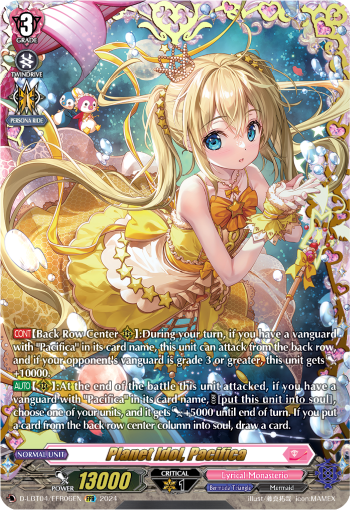 3
GRADE
TWINDRIVE
PERSONA RIDE
CONT【Back Row Center】:During your turn, if you have a vanguard
with "Pacifica" in its card name, this unit can attack from the back row,
and if your opponent's vanguard is grade 3 or greater, this unit gets
+10000.
AUTO【】:At the end of the battle this unit attacked, if you have a
vanguard with "Pacifica" in its card name, [put this unit into soul],
choose one of your units, and it gets +5000 until end of turn. If you put
a card from the back row center column into soul, draw a card.
NORMAL UNIT
Planet Idol, Pacifica
POWER 13000
CRITICAL
1
Lyrical Monasterio
Bermuda Triangle
Mermaid
2024